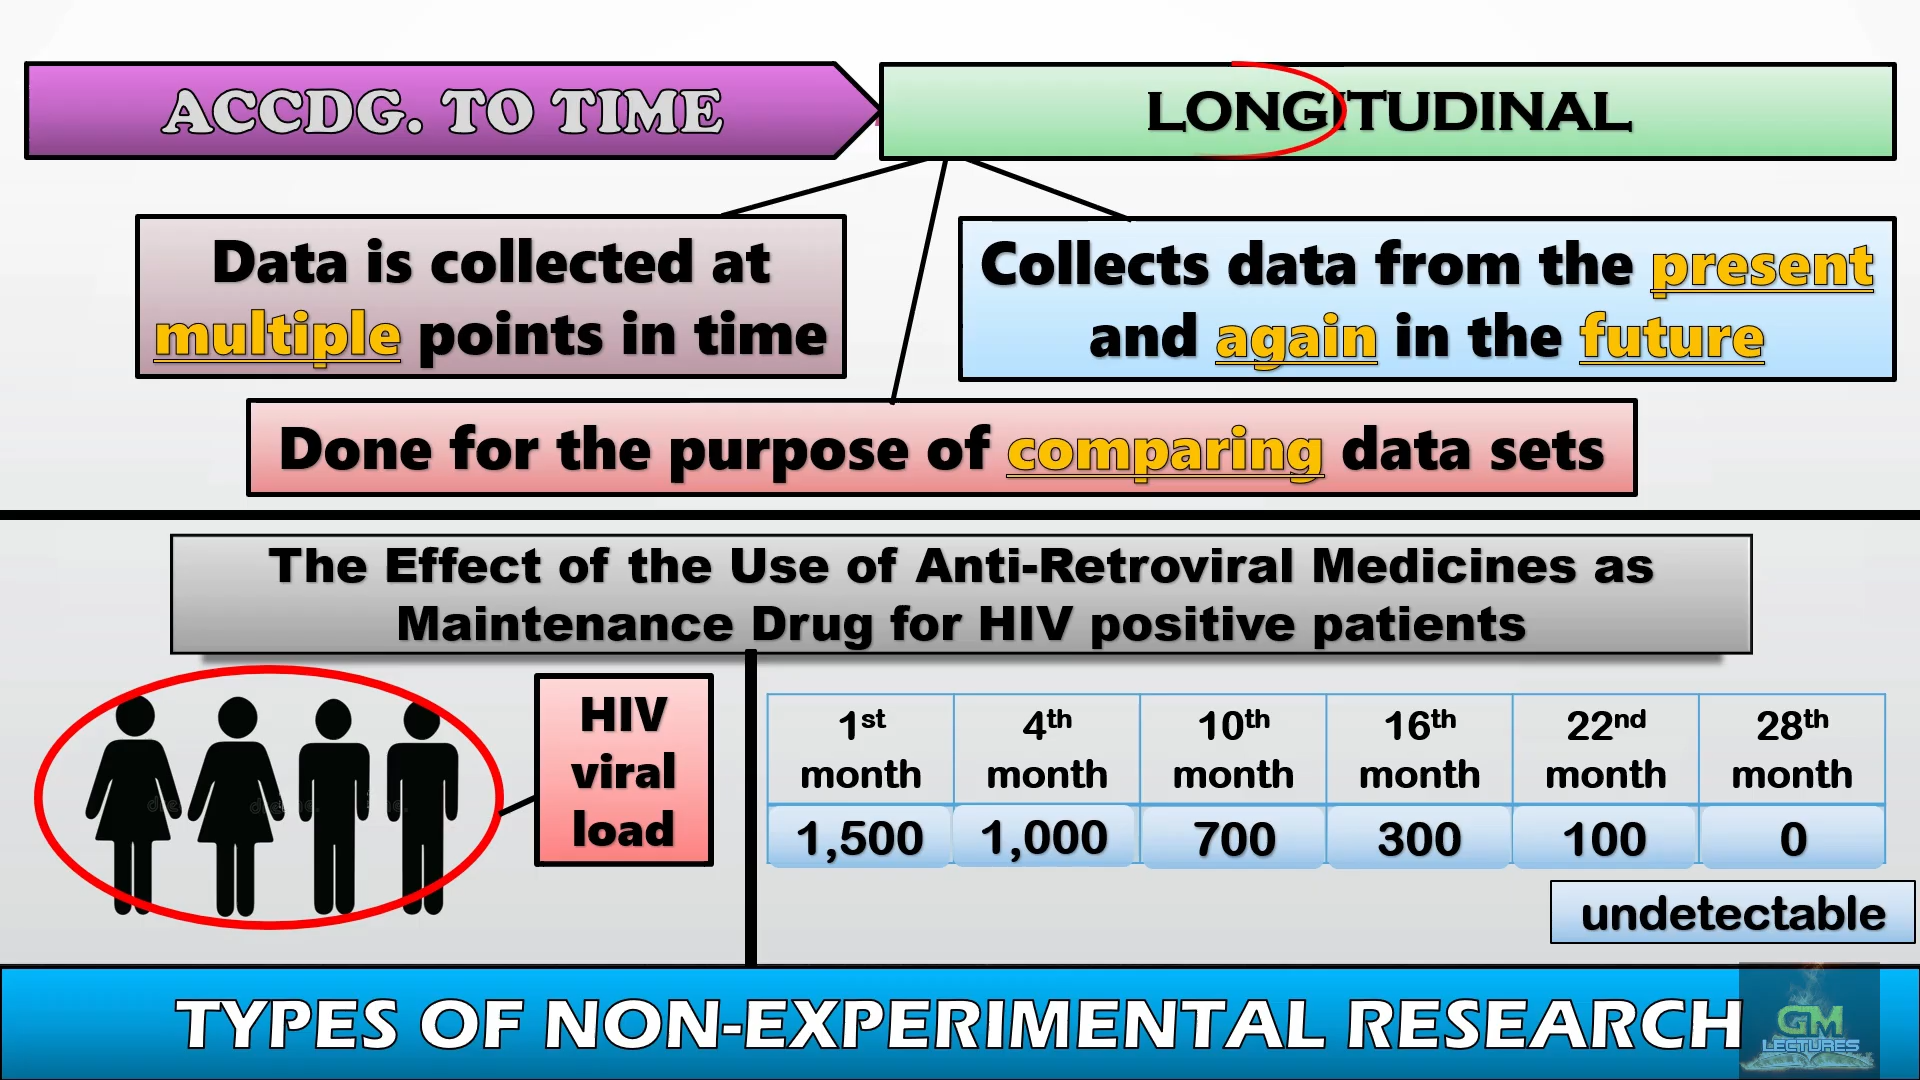 ACCDG. TO TIME
LONGITUDINAL
Data is collected at
multiple points in time
Collects data from the present
and again in the future
Done for the purpose of comparing data sets
The Effect of the Use of Anti-Retroviral Medicines as
Maintenance Drug for HIV positive patients
HIV
viral
load
1st month
4th month
10th month
16th month
22nd month
28th month
1,500 1,000 700 300 100 0
undetectable
TYPES OF NON-EXPERIMENTAL RESEARCH
GM
LECTURES